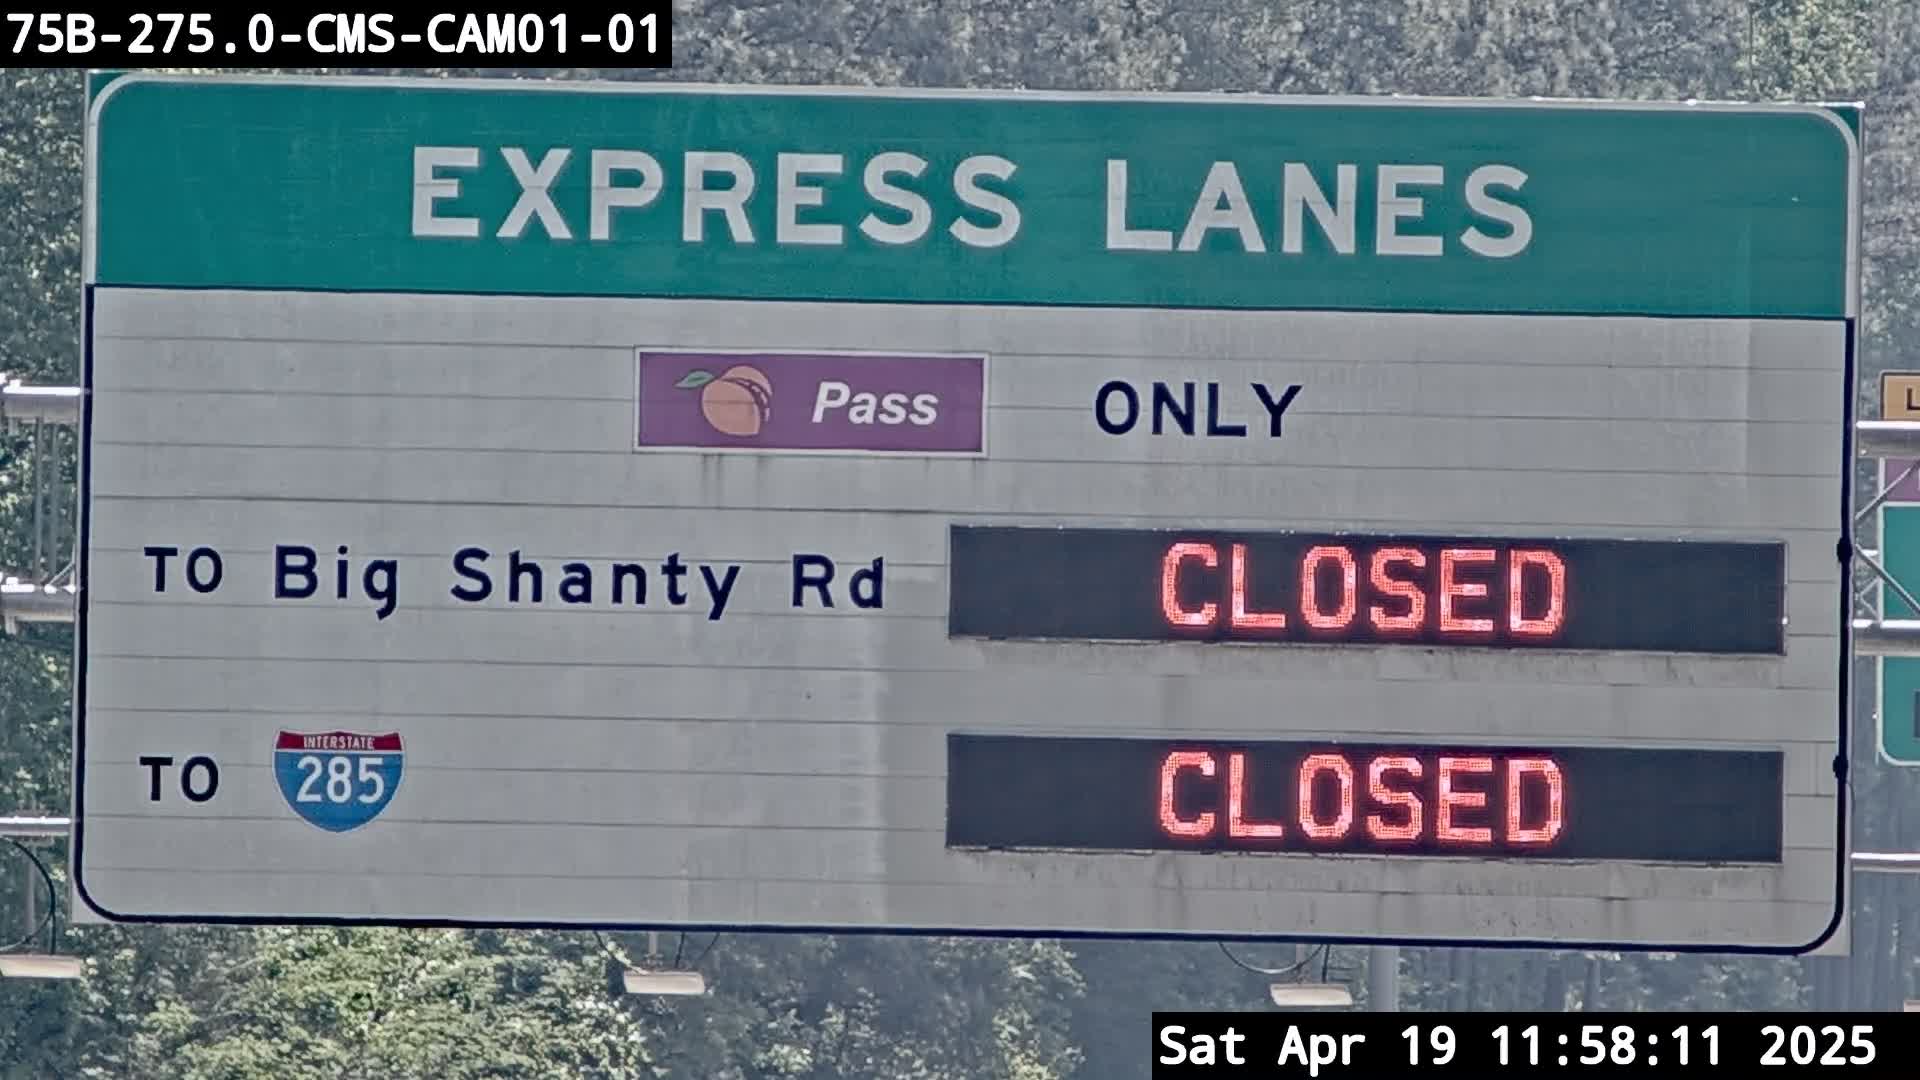 75B-275.0-CMS-CAM01-01
EXPRESS LANES
Pass ONLY
TO Big Shanty Rd CLOSED
INTERSTATE
TO 285 CLOSED
Sat Apr 19 11:58:11 2025